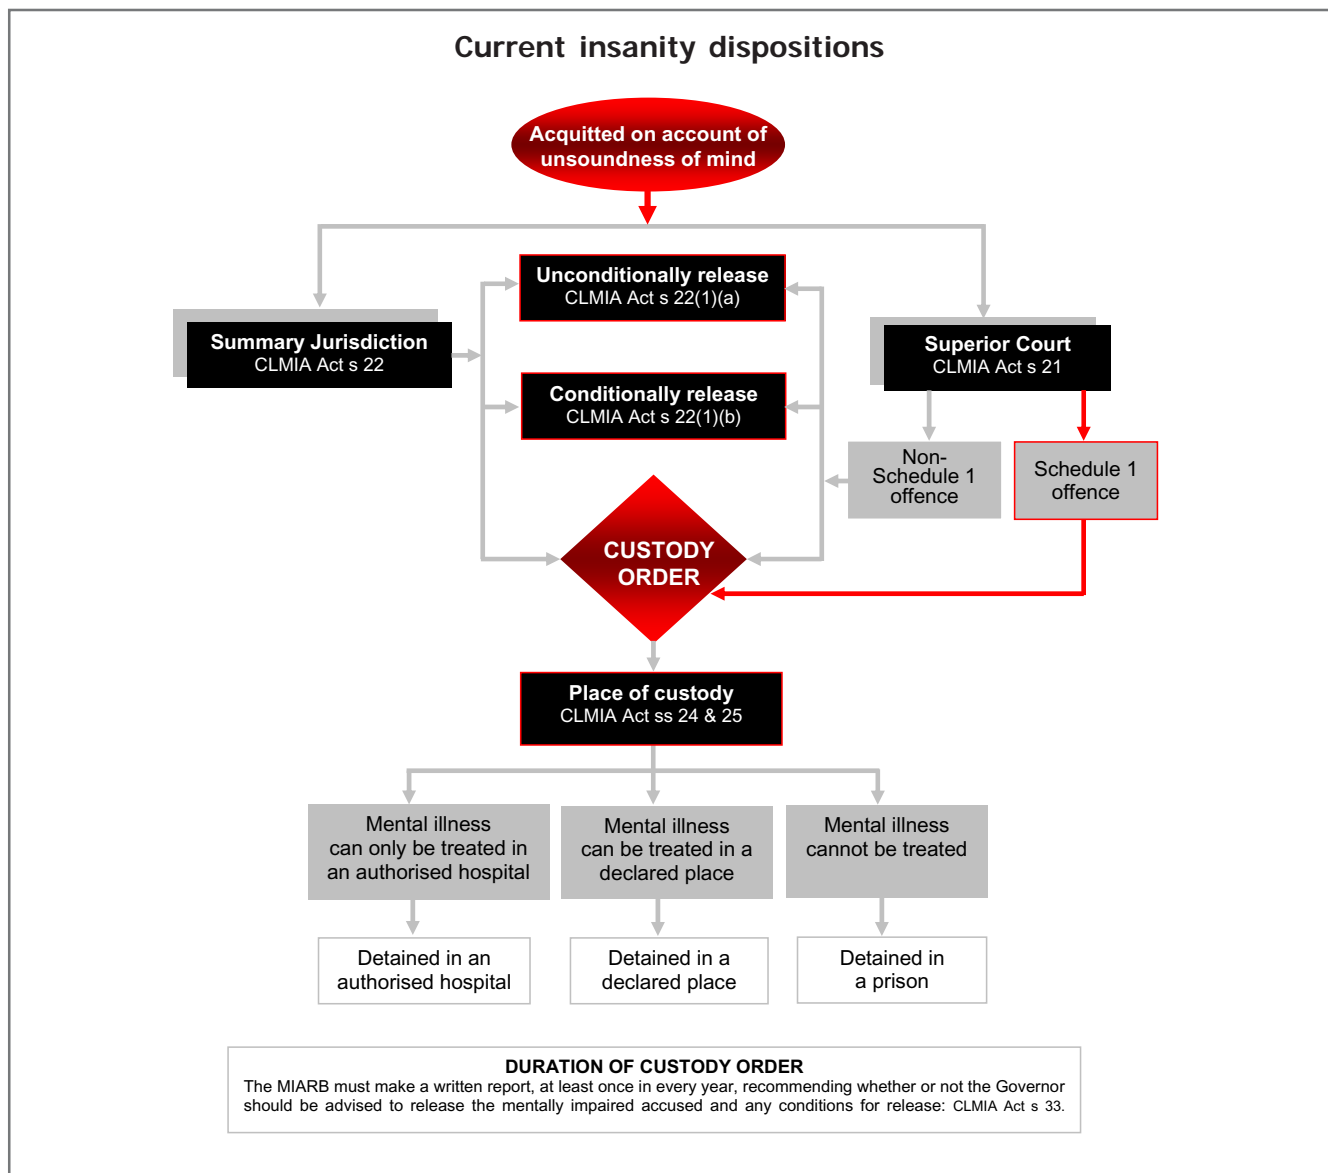 Current insanity dispositions
Acquitted on account of
unsoundness of mind
Unconditionally release
CLMIA Act s 22(1)(a)
Summary Jurisdiction
CLMIA Act s 22
Superior Court
CLMIA Act s 21
Conditionally release
CLMIA Act s 22(1)(b)
Non-
Schedule 1
offence
Schedule 1
offence
CUSTODY
ORDER
Place of custody
CLMIA Act ss 24 & 25
Mental illness
can only be treated in
an authorised hospital
Mental illness
can be treated in a
declared place
Mental illness
cannot be treated
Detained in an
authorised hospital
Detained in a
declared place
Detained in
a prison
DURATION OF CUSTODY ORDER
The MIARB must make a written report, at least once in every year, recommending whether or not the Governor
should be advised to release the mentally impaired accused and any conditions for release: CLMIA Act s 33.